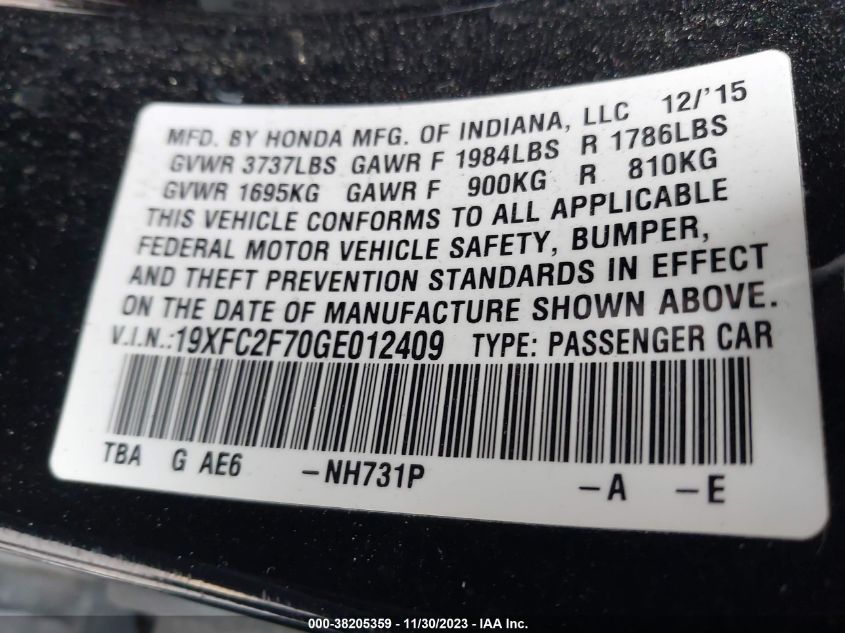 MFD. BY HONDA MFG. OF INDIANA, LLC 12/'15
GVWR 3737LBS GAWR F 1984LBS R 1786LBS
GVWR 1695KG GAWR F 900KG R 810KG
THIS VEHICLE CONFORMS TO ALL APPLICABLE
FEDERAL MOTOR VEHICLE SAFETY, BUMPER,
AND THEFT PREVENTION STANDARDS IN EFFECT
ON THE DATE OF MANUFACTURE SHOWN ABOVE.
V.I.N.:19XFC2F70GE012409 TYPE: PASSENGER CAR
TBA G AE6 -NH731P -A -E
000-38205359 - 11/30/2023 - IAA Inc.